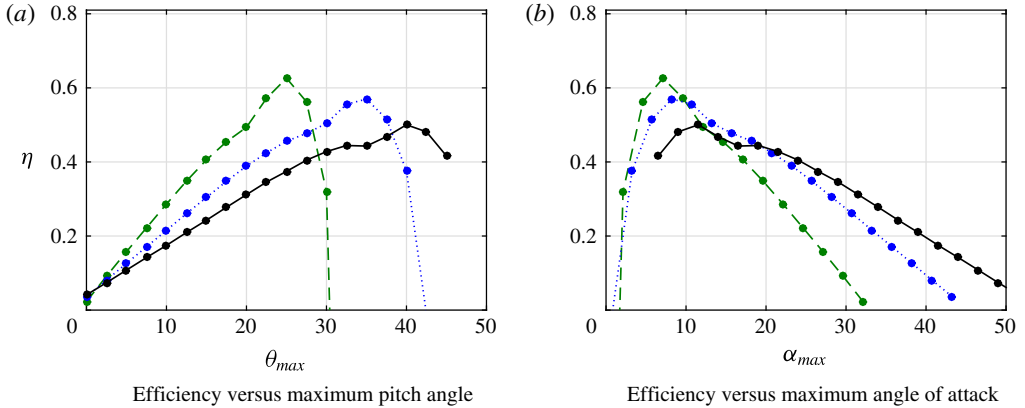 (a)
0.8
0.6
η
0.4
0.2
0 10 20 30 40 50
θmax
Efficiency versus maximum pitch angle
(b)
0.8
0.6
0.4
0.2
0 10 20 30 40 50
αmax
Efficiency versus maximum angle of attack